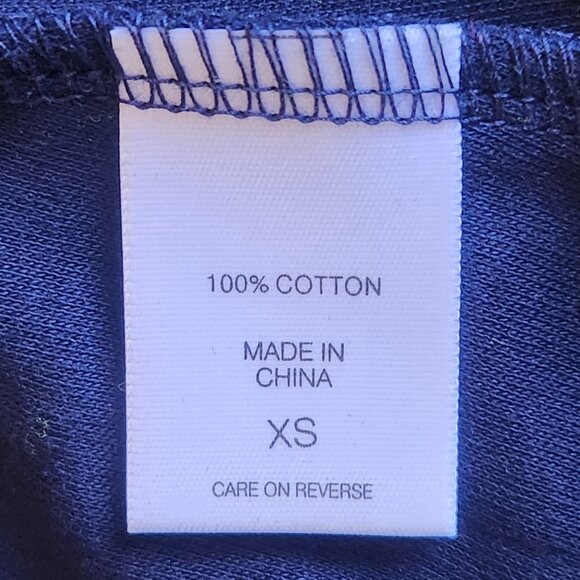 100% COTTON
MADE IN
CHINA
XS
CARE ON REVERSE